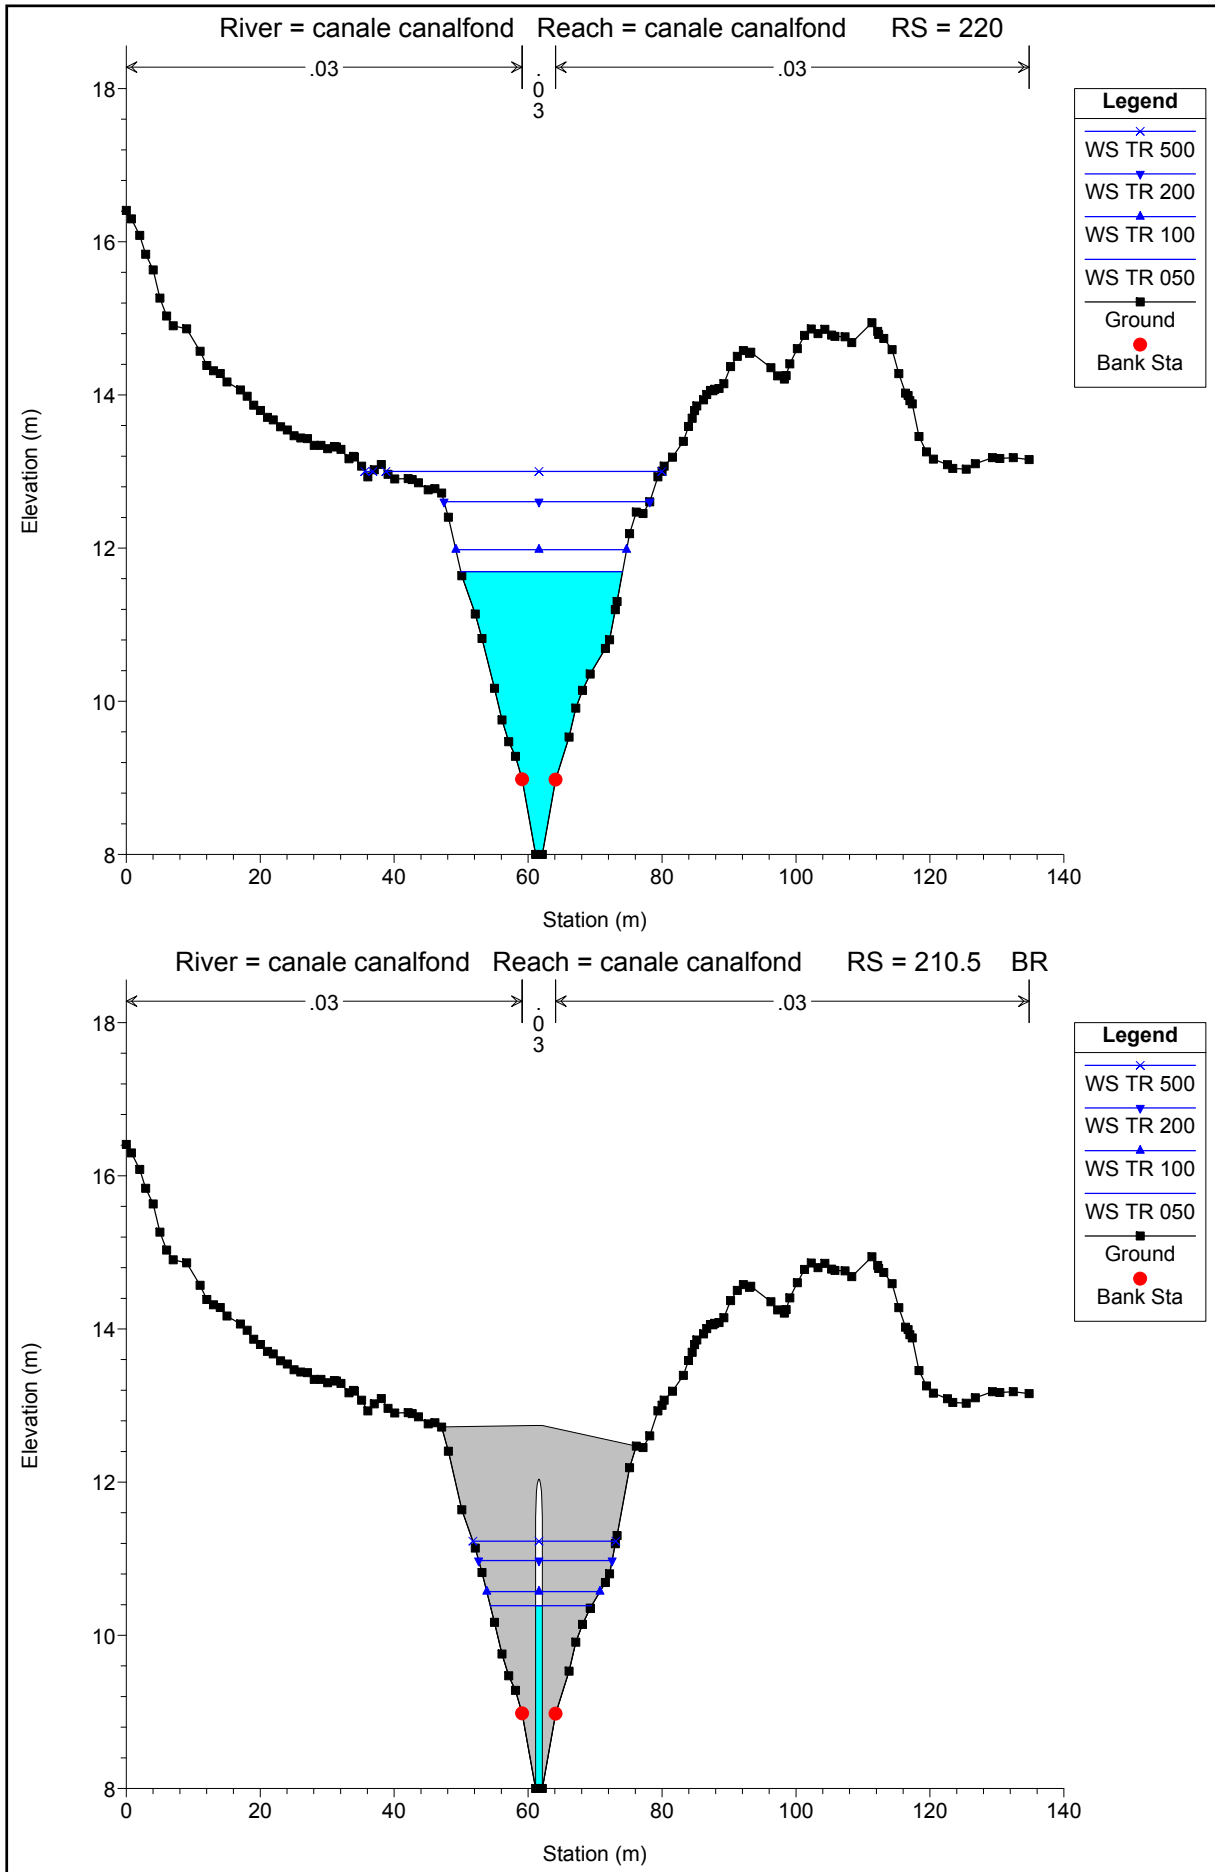 River = canale canalfond Reach = canale canalfond RS = 220
.03
.03
.03
Legend
WS TR 500
WS TR 200
WS TR 100
WS TR 050
Ground
Bank Sta
Elevation (m)
18
16
14
12
10
8
0 20 40 60 80 100 120 140
Station (m)
River = canale canalfond Reach = canale canalfond RS = 210.5 BR
.03
.03
.03
Legend
WS TR 500
WS TR 200
WS TR 100
WS TR 050
Ground
Bank Sta
Elevation (m)
18
16
14
12
10
8
0 20 40 60 80 100 120 140
Station (m)